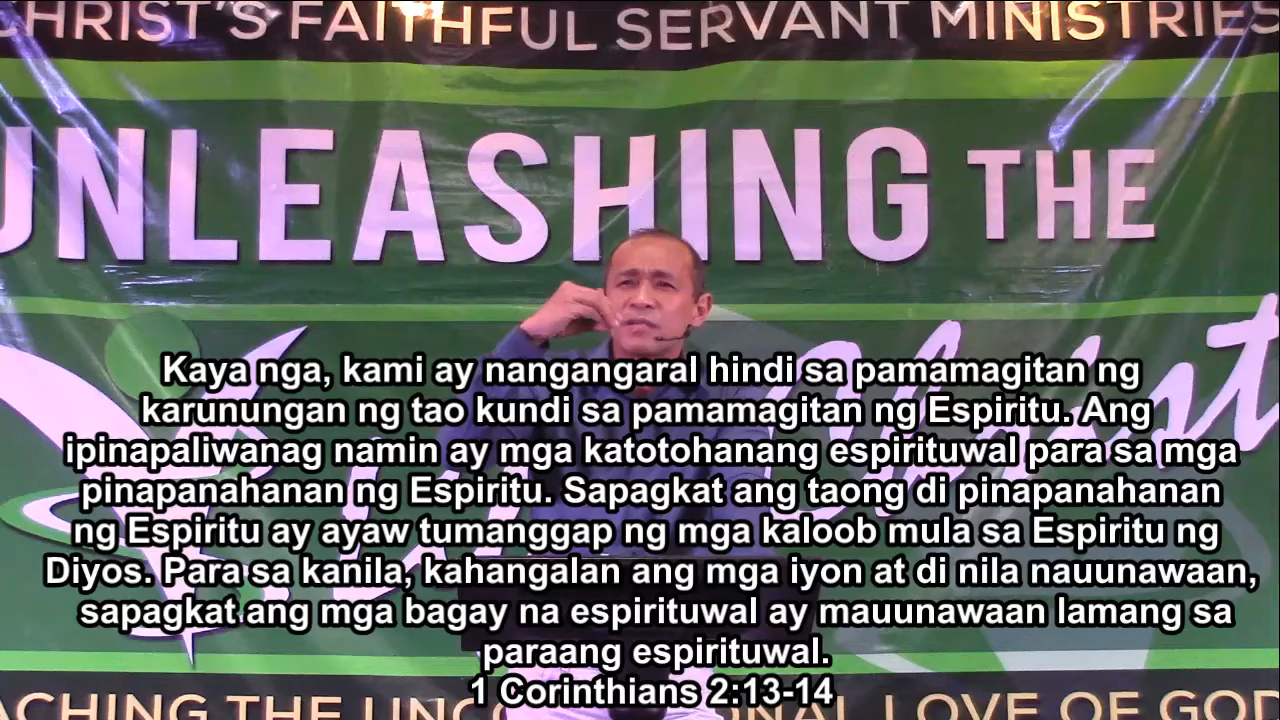 CHRIST'S FAITHFUL SERVANT MINISTRIES
UNLEASHING THE
Christ
Kaya nga, kami ay nangangaral hindi sa pamamagitan ng
karunungan ng tao kundi sa pamamagitan ng Espiritu. Ang
ipinapaliwanag namin ay mga katotohanang espirituwal para sa mga
pinapanahanan ng Espiritu. Sapagkat ang taong di pinapanahanan
ng Espiritu ay ayaw tumanggap ng mga kaloob mula sa Espiritu ng
Diyos. Para sa kanila, kahangalan ang mga iyon at di nila nauunawaan,
sapagkat ang mga bagay na espirituwal ay mauunawaan lamang sa
paraang espirituwal.
1 Corinthians 2:13-14
LOVE OF GOD